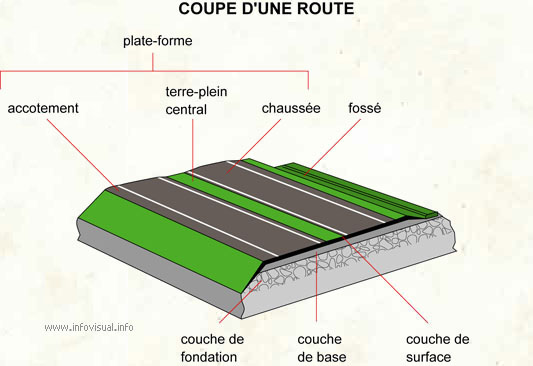 COUPE D'UNE ROUTE
plate-forme
accotement
terre-plein
central
chaussée
fossé
www.infovisual.info
couche de
fondation
couche
de base
couche de
surface